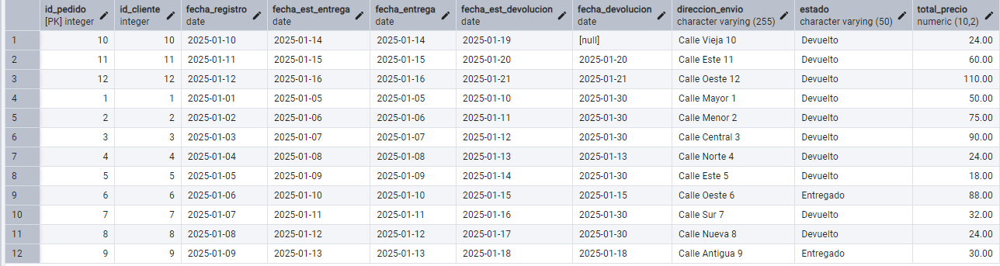 id_pedido id_cliente fecha_registro fecha_est_entrega fecha_entrega fecha_est_devolucion fecha_devolucion direccion_envio estado total_precio
[PK] integer integer date date date date date character varying (255) character varying (50) numeric (10,2)
1 10 10 2025-01-10 2025-01-14 2025-01-14 2025-01-19 [null] Calle Vieja 10 Devuelto 24.00
2 11 11 2025-01-11 2025-01-15 2025-01-15 2025-01-20 2025-01-20 Calle Este 11 Devuelto 60.00
3 12 12 2025-01-12 2025-01-16 2025-01-16 2025-01-21 2025-01-21 Calle Oeste 12 Devuelto 110.00
4 1 1 2025-01-01 2025-01-05 2025-01-05 2025-01-10 2025-01-30 Calle Mayor 1 Devuelto 50.00
5 2 2 2025-01-02 2025-01-06 2025-01-06 2025-01-11 2025-01-30 Calle Menor 2 Devuelto 75.00
6 3 3 2025-01-03 2025-01-07 2025-01-07 2025-01-12 2025-01-30 Calle Central 3 Devuelto 90.00
7 4 4 2025-01-04 2025-01-08 2025-01-08 2025-01-13 2025-01-13 Calle Norte 4 Devuelto 24.00
8 5 5 2025-01-05 2025-01-09 2025-01-09 2025-01-14 2025-01-30 Calle Este 5 Devuelto 18.00
9 6 6 2025-01-06 2025-01-10 2025-01-10 2025-01-15 2025-01-15 Calle Oeste 6 Entregado 88.00
10 7 7 2025-01-07 2025-01-11 2025-01-11 2025-01-16 2025-01-30 Calle Sur 7 Devuelto 32.00
11 8 8 2025-01-08 2025-01-12 2025-01-12 2025-01-17 2025-01-30 Calle Nueva 8 Devuelto 24.00
12 9 9 2025-01-09 2025-01-13 2025-01-13 2025-01-18 2025-01-18 Calle Antigua 9 Entregado 30.00